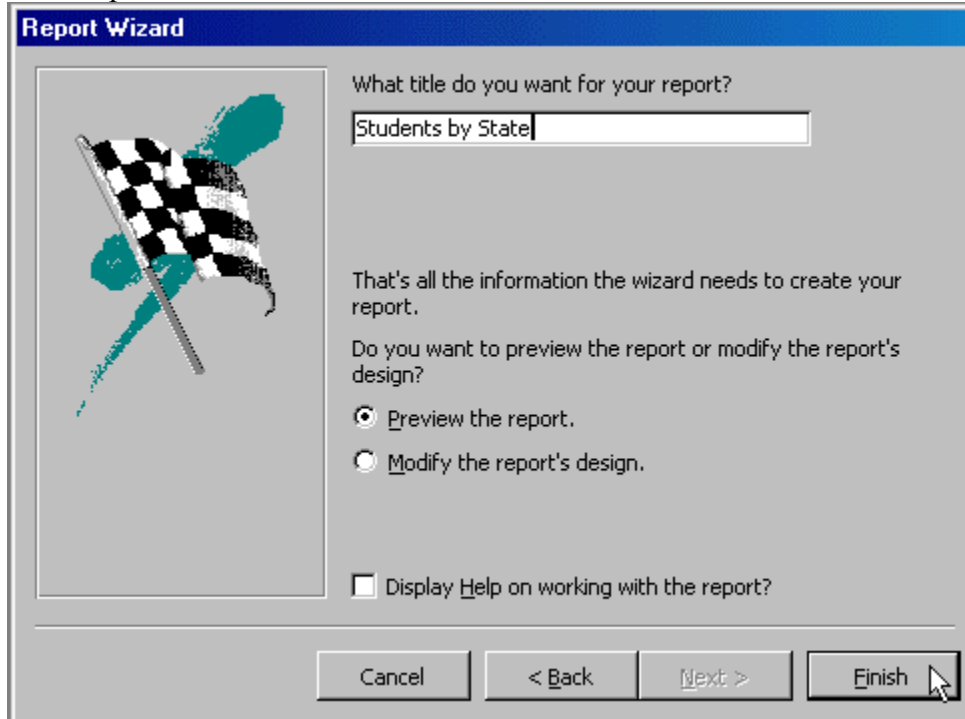 Report Wizard
What title do you want for your report?
Students by State
That's all the information the wizard needs to create your
report.
Do you want to preview the report or modify the report's
design?
Preview the report.
Modify the report's design.
Display Help on working with the report?
Cancel
< Back
Next >
Finish